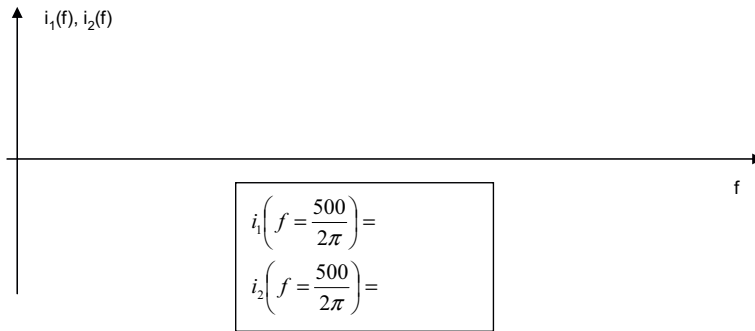 i₁(f), i₂(f)
f
i₁(f = 500/2π) =
i₂(f = 500/2π) =